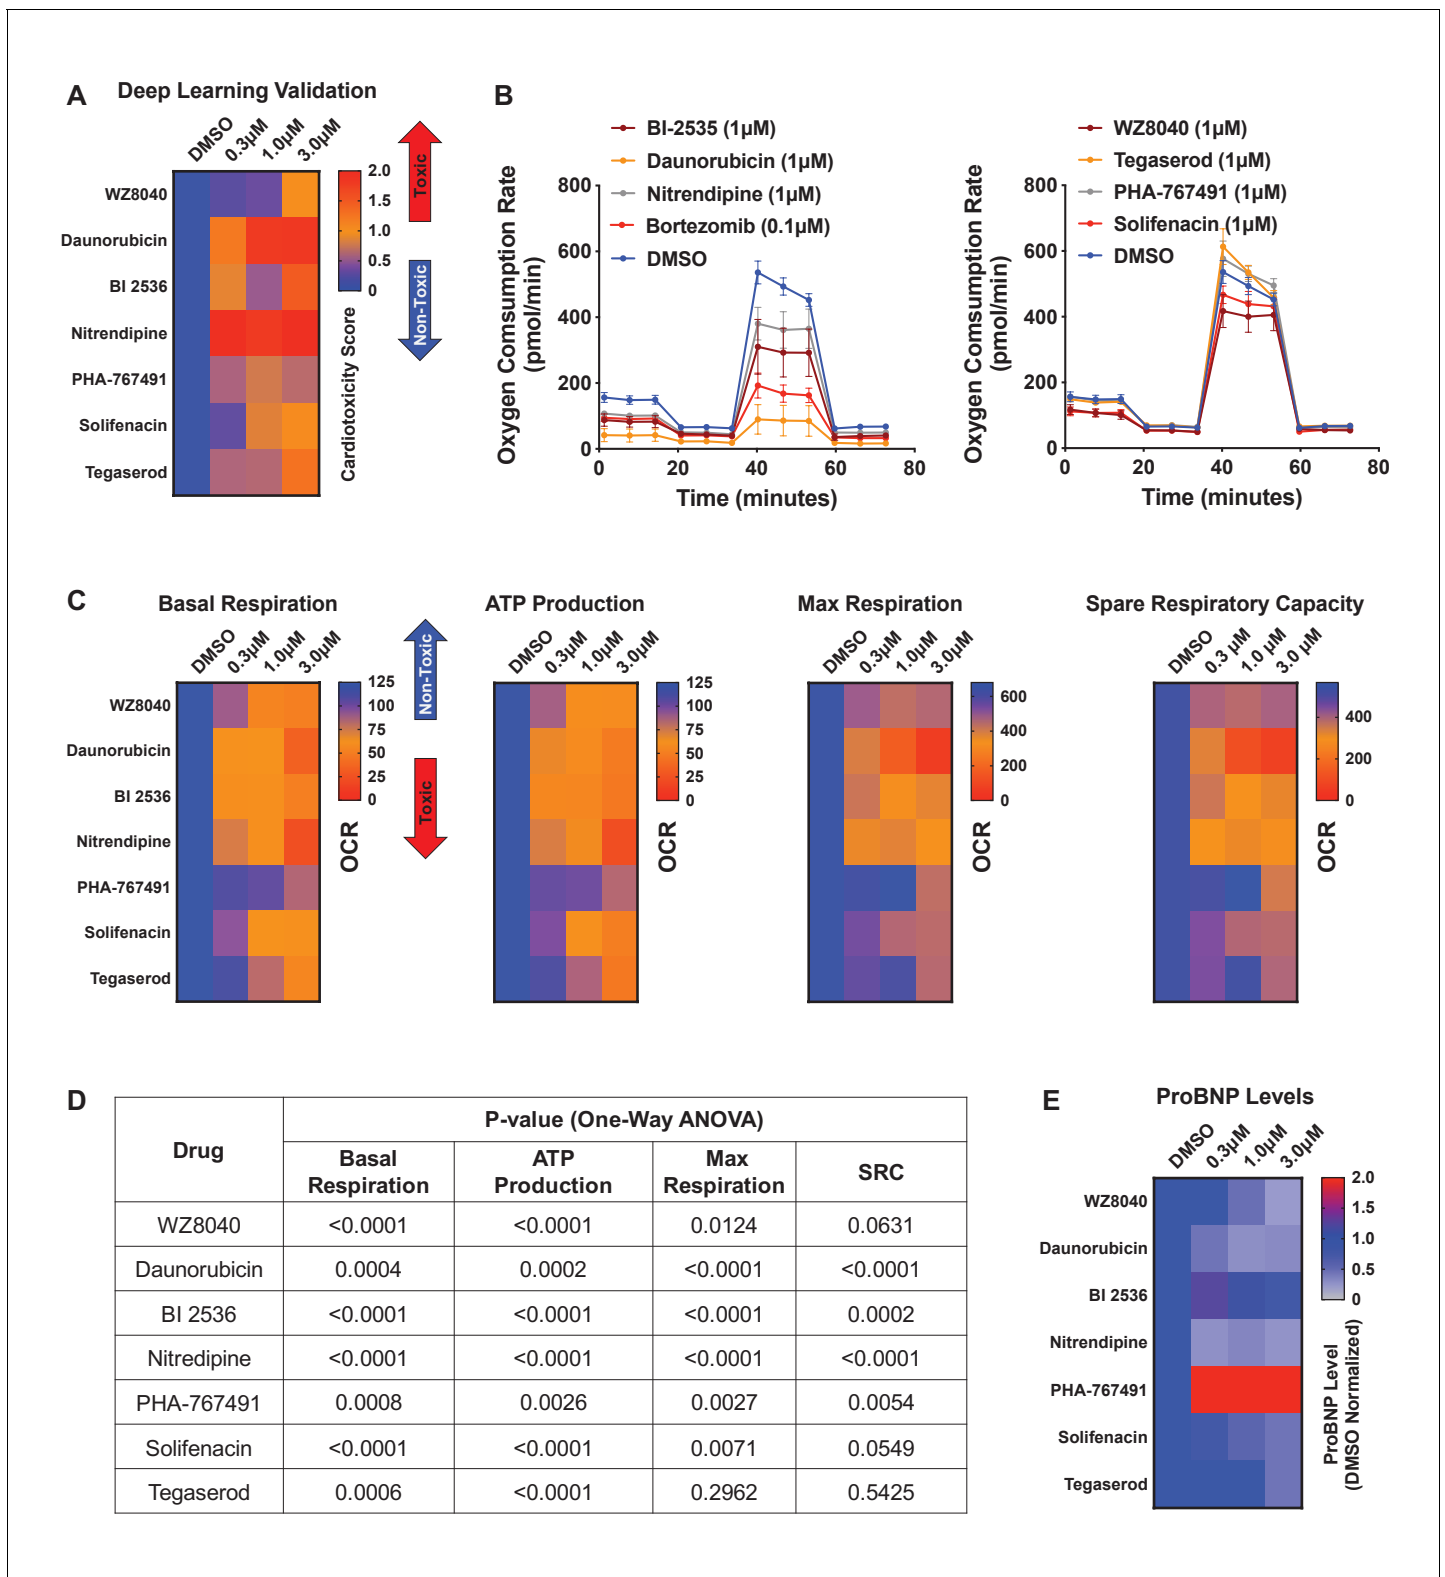 A
Deep Learning Validation
DMSO
0.3µM
1.0µM
3.0µM
WZ8040
Daunorubicin
BI 2536
Nitrendipine
PHA-767491
Solifenacin
Tegaserod
2.0
1.5
1.0
0.5
0
Cardiotoxicity Score
Toxic
Non-Toxic
B
BI-2535 (1µM)
Daunorubicin (1µM)
Nitrendipine (1µM)
Bortezomib (0.1µM)
DMSO
Oxygen Comsumption Rate
(pmol/min)
800
600
400
200
0
0
20
40
60
80
Time (minutes)
WZ8040 (1µM)
Tegaserod (1µM)
PHA-767491 (1µM)
Solifenacin (1µM)
DMSO
Oxygen Comsumption Rate
(pmol/min)
800
600
400
200
0
0
20
40
60
80
Time (minutes)
C
Basal Respiration
DMSO
0.3µM
1.0µM
3.0µM
WZ8040
Daunorubicin
BI 2536
Nitrendipine
PHA-767491
Solifenacin
Tegaserod
125
100
75
50
25
0
OCR
Non-Toxic
Toxic
ATP Production
DMSO
0.3µM
1.0µM
3.0µM
125
100
75
50
25
0
OCR
Max Respiration
DMSO
0.3µM
1.0µM
3.0µM
600
400
200
0
OCR
Spare Respiratory Capacity
DMSO
0.3 µM
1.0 µM
3.0 µM
400
200
0
OCR
D
Drug
P-value (One-Way ANOVA)
Basal Respiration
ATP Production
Max Respiration
SRC
WZ8040 <0.0001 <0.0001 0.0124 0.0631
Daunorubicin 0.0004 0.0002 <0.0001 <0.0001
BI 2536 <0.0001 <0.0001 <0.0001 0.0002
Nitredipine <0.0001 <0.0001 <0.0001 <0.0001
PHA-767491 0.0008 0.0026 0.0027 0.0054
Solifenacin <0.0001 <0.0001 0.0071 0.0549
Tegaserod 0.0006 <0.0001 0.2962 0.5425
E
ProBNP Levels
DMSO
0.3µM
1.0µM
3.0µM
WZ8040
Daunorubicin
BI 2536
Nitrendipine
PHA-767491
Solifenacin
Tegaserod
2.0
1.5
1.0
0.5
0
ProBNP Level
(DMSO Normalized)